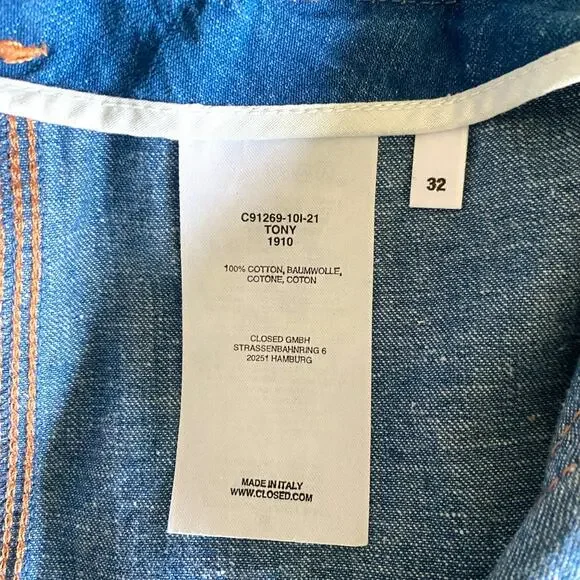 C91269-10I-21
TONY
1910
100% COTTON, BAUMWOLLE,
COTONE, COTON
CLOSED GMBH
STRASSENBAHNRING 6
20251 HAMBURG
MADE IN ITALY
WWW.CLOSED.COM
32